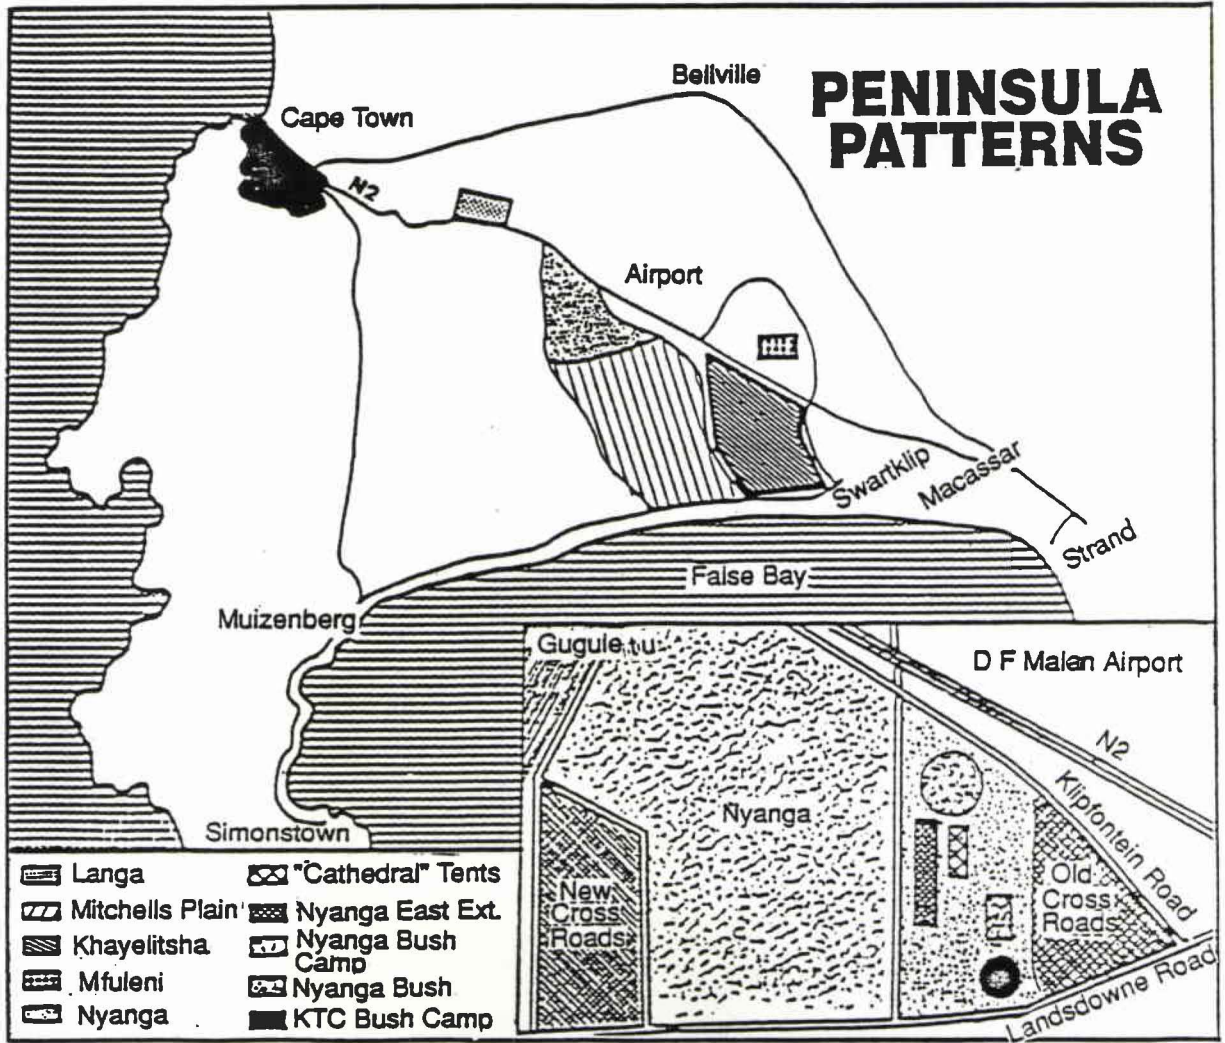 PENINSULA
PATTERNS
Bellville
Cape Town
N2
Airport
Swartklip
Macassar
Strand
False Bay
Muizenberg
Simonstown
Gugule tu
D F Malan Airport
N2
Klipfontein Road
Nyanga
New
Cross
Roads
Old
Cross
Roads
Landsdowne Road
Langa
Mitchells Plain
Khayelitsha
Mfuleni
Nyanga
"Cathedral" Tents
Nyanga East Ext.
Nyanga Bush
Camp
Nyanga Bush
KTC Bush Camp